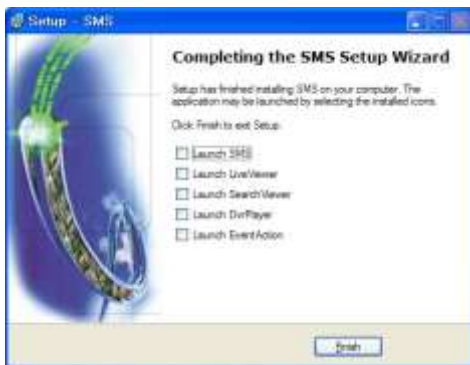 Setup - SMS
Completing the SMS Setup Wizard
Setup has finished installing SMS on your computer. The
application may be launched by selecting the installed icons.
Click Finish to exit Setup.
Launch SMS
Launch LiveViewer
Launch SearchViewer
Launch DvrPlayer
Launch EventAction
Finish